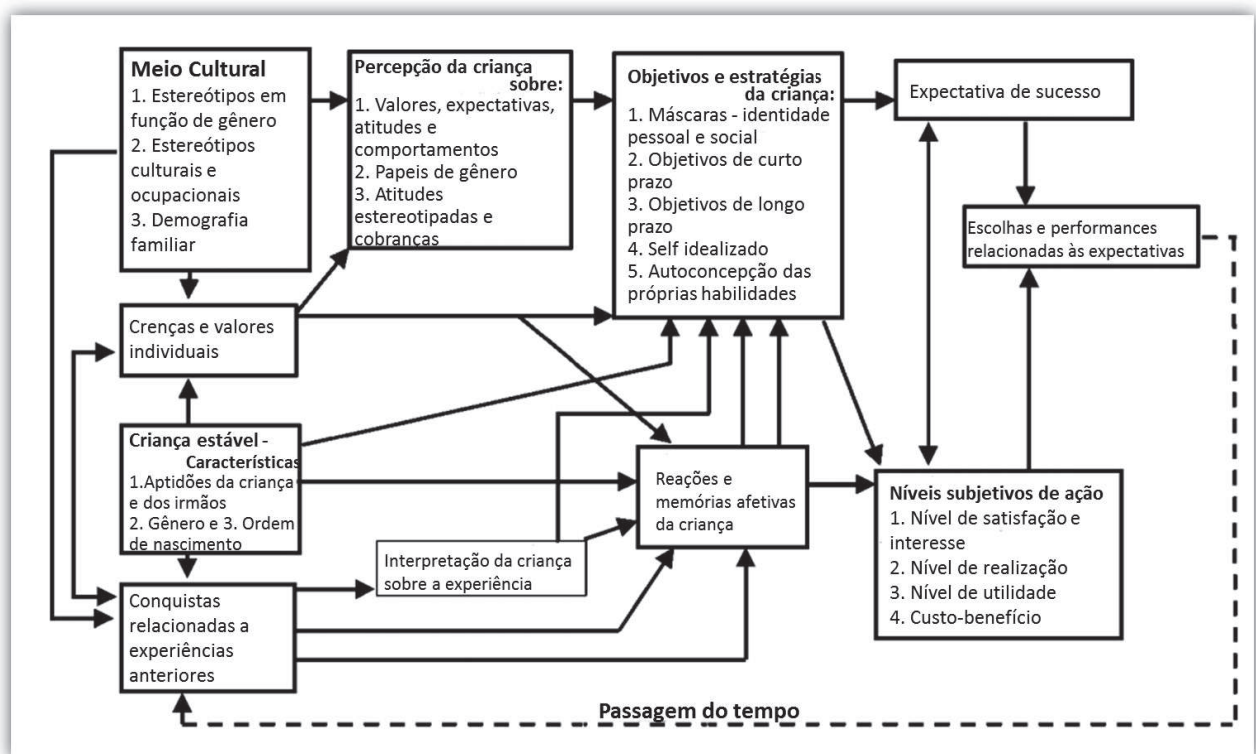 Meio Cultural
1. Estereótipos em
função de gênero
2. Estereótipos
culturais e
ocupacionais
3. Demografia
familiar
Percepção da criança
sobre:
1. Valores, expectativas,
atitudes e
comportamentos
2. Papeis de gênero
3. Atitudes
estereotipadas e
cobranças
Objetivos e estratégias
da criança:
1. Máscaras - identidade
pessoal e social
2. Objetivos de curto
prazo
3. Objetivos de longo
prazo
4. Self idealizado
5. Autoconcepção das
próprias habilidades
Expectativa de sucesso
Escolhas e performances
relacionadas às expectativas
Crenças e valores
individuais
Criança estável -
Características
1.Aptidões da criança
e dos irmãos
2. Gênero e 3. Ordem
de nascimento
Reações e
memórias afetivas
da criança
Níveis subjetivos de ação
1. Nível de satisfação e
interesse
2. Nível de realização
3. Nível de utilidade
4. Custo-benefício
Interpretação da criança
sobre a experiência
Conquistas
relacionadas a
experiências
anteriores
Passagem do tempo